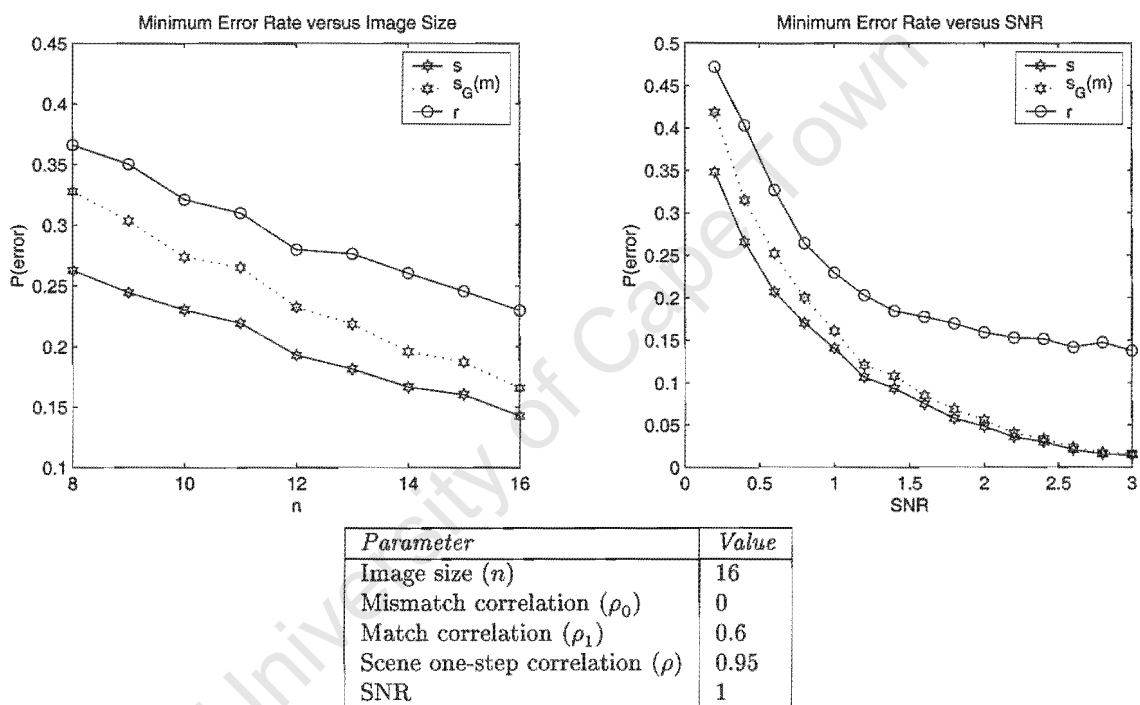 Minimum Error Rate versus Image Size
0.45
0.4
0.35
0.3
0.25
0.2
0.15
0.1
P(error)
8
10
12
14
16
n
s
s_G(m)
r
Minimum Error Rate versus SNR
0.5
0.45
0.4
0.35
0.3
0.25
0.2
0.15
0.1
0.05
0
P(error)
0
0.5
1
1.5
2
2.5
3
SNR
s
s_G(m)
r
Parameter Value
Image size (n) 16
Mismatch correlation (ρ₀) 0
Match correlation (ρ₁) 0.6
Scene one-step correlation (ρ) 0.95
SNR 1
University of Cape Town